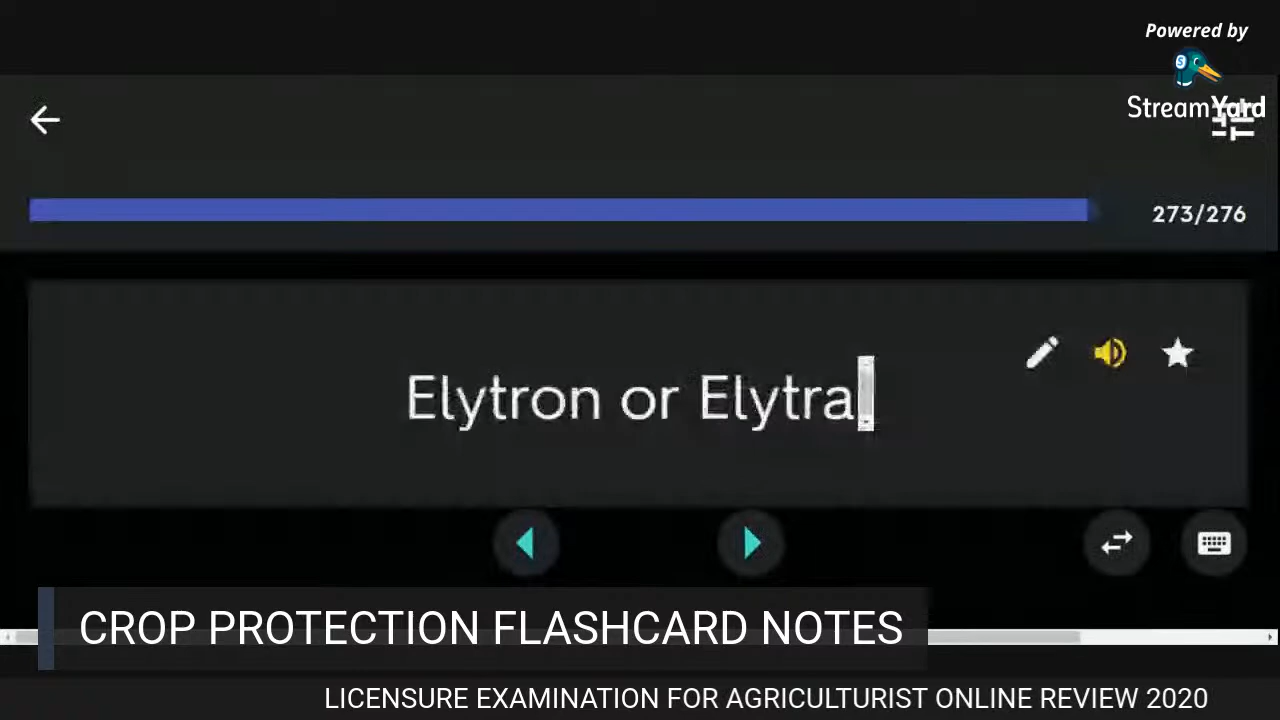 Powered by
StreamYard
273/276
Elytron or Elytra
CROP PROTECTION FLASHCARD NOTES
LICENSURE EXAMINATION FOR AGRICULTURIST ONLINE REVIEW 2020